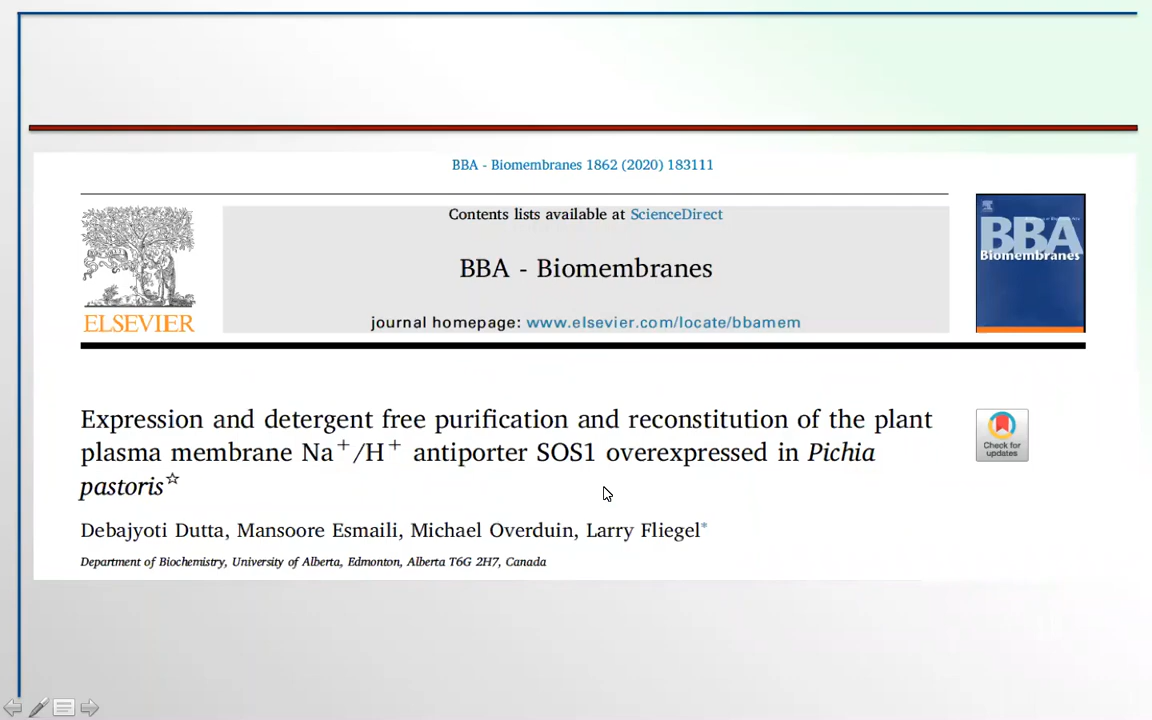 BBA - Biomembranes 1862 (2020) 183111
Contents lists available at ScienceDirect
BBA - Biomembranes
journal homepage: www.elsevier.com/locate/bbamem
ELSEVIER
BBA
Biomembranes
Expression and detergent free purification and reconstitution of the plant
plasma membrane Na⁺/H⁺ antiporter SOS1 overexpressed in Pichia
pastoris☆
Check for
updates
Debajyoti Dutta, Mansoore Esmaili, Michael Overduin, Larry Fliegel*
Department of Biochemistry, University of Alberta, Edmonton, Alberta T6G 2H7, Canada